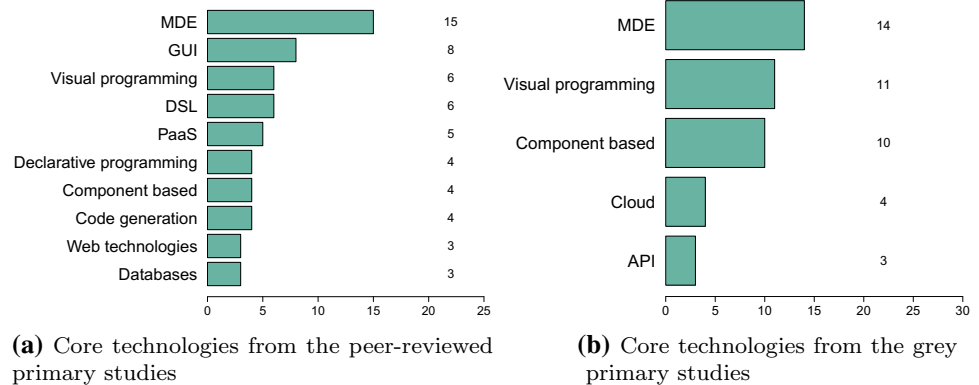 MDE 15
GUI 8
Visual programming 6
DSL 6
PaaS 5
Declarative programming 4
Component based 4
Code generation 4
Web technologies 3
Databases 3
0 5 10 15 20 25
(a) Core technologies from the peer-reviewed
primary studies
MDE 14
Visual programming 11
Component based 10
Cloud 4
API 3
0 5 10 15 20 25 30
(b) Core technologies from the grey
primary studies